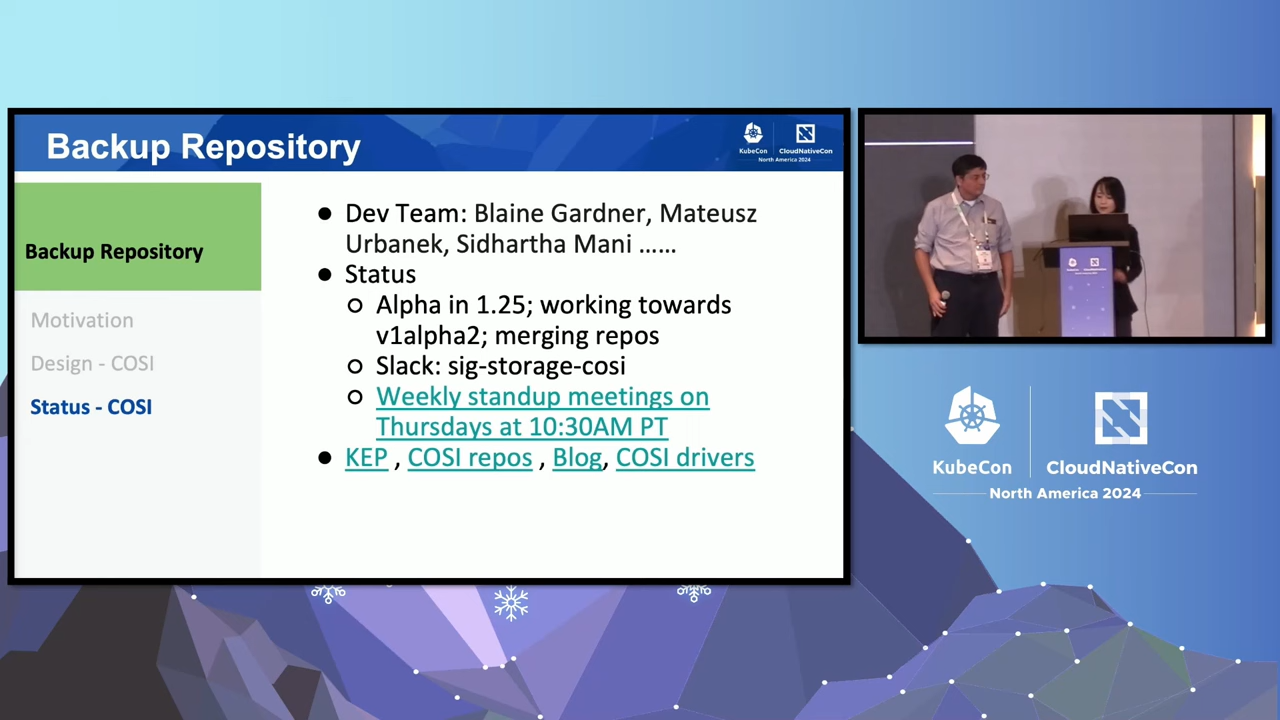 Backup Repository
KubeCon
CloudNativeCon
North America 2024
Backup Repository
Motivation
Design - COSI
Status - COSI
● Dev Team: Blaine Gardner, Mateusz
Urbanek, Sidhartha Mani ......
● Status
○ Alpha in 1.25; working towards
v1alpha2; merging repos
○ Slack: sig-storage-cosi
○ Weekly standup meetings on
Thursdays at 10:30AM PT
● KEP , COSI repos , Blog, COSI drivers
KubeCon
CloudNativeCon
North America 2024